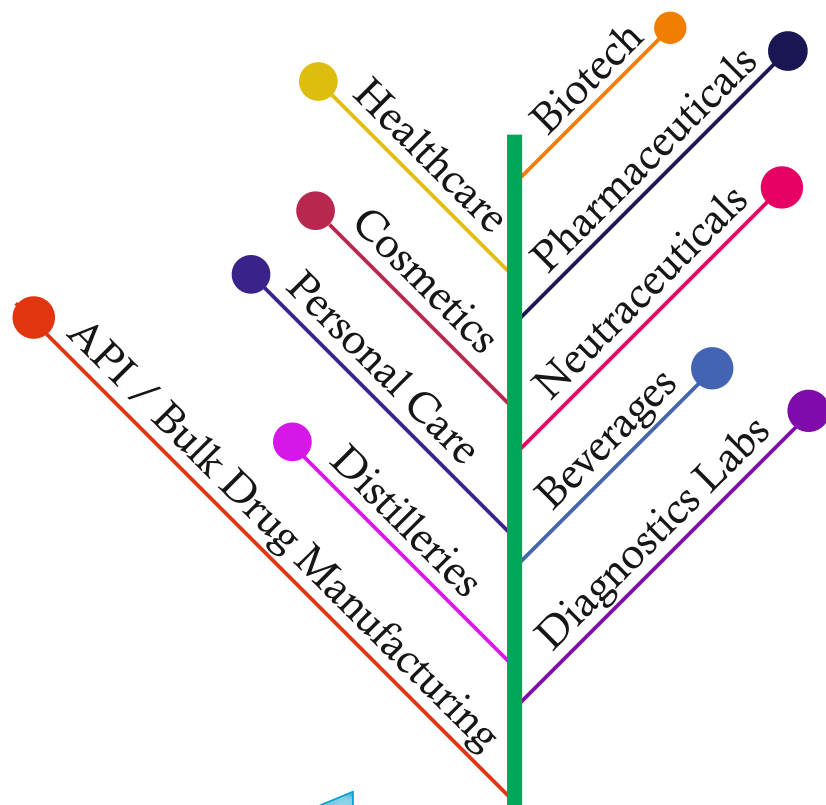 Healthcare
Cosmetics
Personal Care
Distilleries
API / Bulk Drug Manufacturing
Biotech
Pharmaceuticals
Neutraceuticals
Beverages
Diagnostics Labs